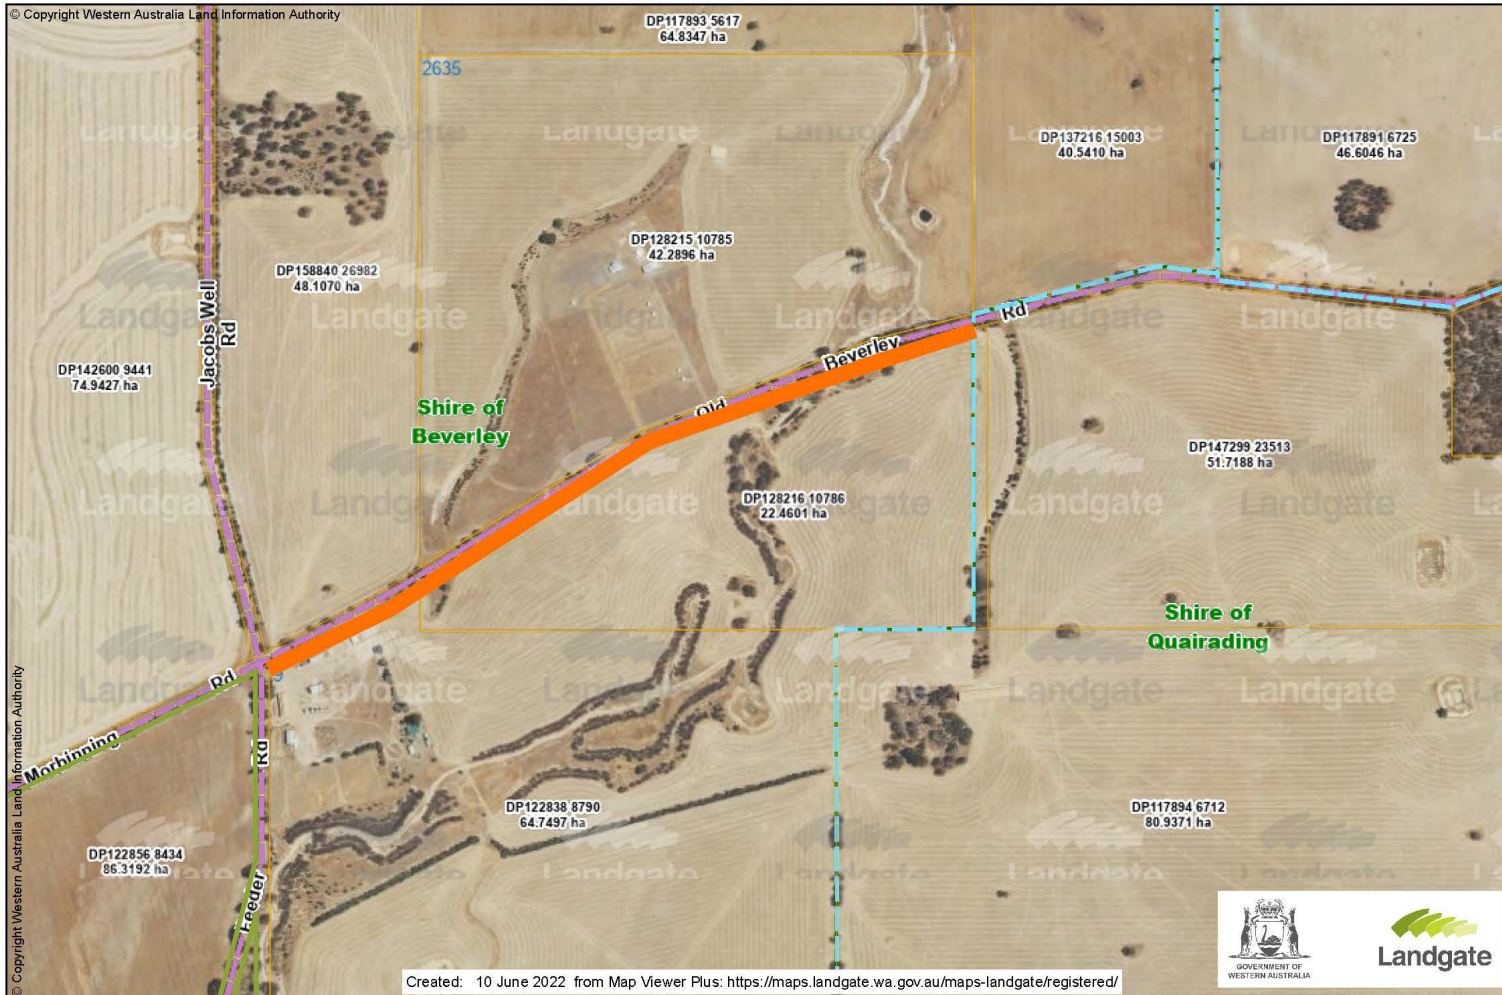 © Copyright Western Australia Land Information Authority
DP117893 5617
64.8347 ha
2635
DP137216 15003
40.5410 ha
DP117891 6725
46.6046 ha
DP128215 10785
42.2896 ha
DP158840 26982
48.1070 ha
Jacobs Well
Rd
DP142600 9441
74.9427 ha
Old
Beverley
Rd
Shire of
Beverley
DP147299 23513
51.7188 ha
DP128216 10786
22.4601 ha
Shire of
Quairading
9
Morbinning
Rd
Feeder
Rd
DP122838 8790
64.7497 ha
DP117894 6712
80.9371 ha
DP122856 8434
86.3192 ha
© Copyright Western Australia Land Information Authority
Landgate
GOVERNMENT OF
WESTERN AUSTRALIA
Landgate
Created: 10 June 2022 from Map Viewer Plus: https://maps.landgate.wa.gov.au/maps-landgate/registered/